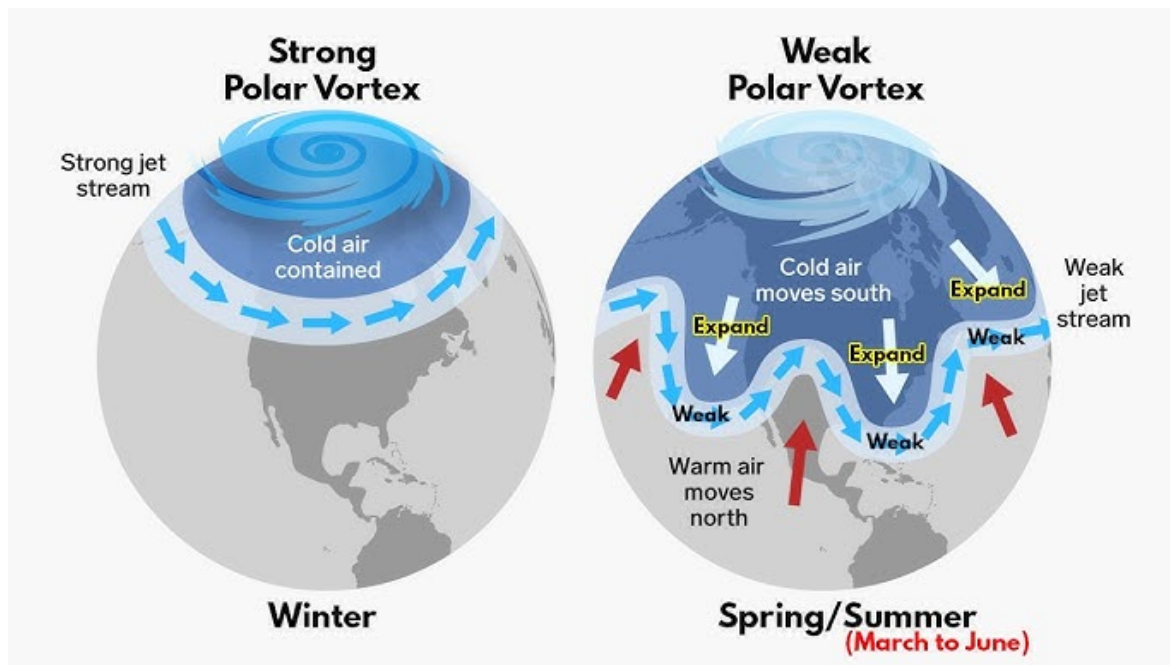 Strong
Polar Vortex
Strong jet
stream
Cold air
contained
Winter
Weak
Polar Vortex
Cold air
moves south
Expand
Expand
Expand
Weak
jet
stream
Weak
Weak
Weak
Warm air
moves
north
Spring/Summer
(March to June)